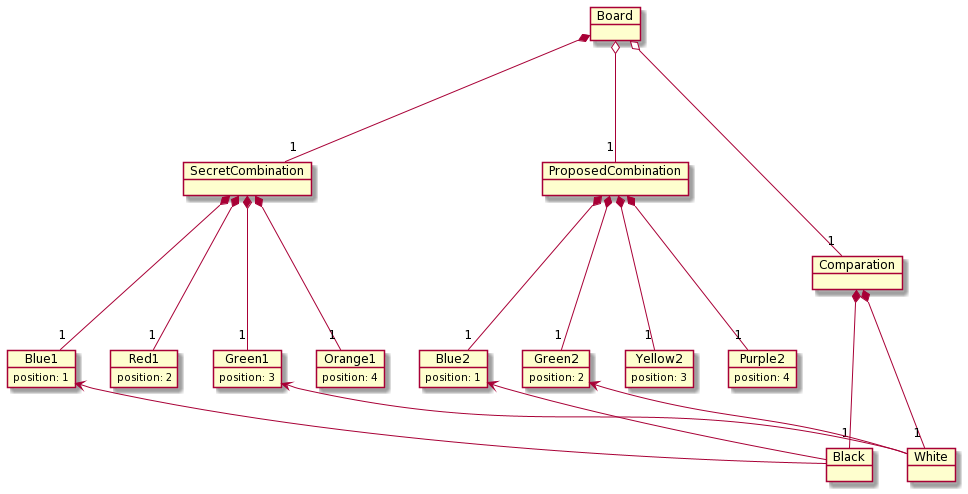 Board
1
1
SecretCombination
ProposedCombination
1
Comparation
1
1
1
1
1
1
1
1
Blue1
position: 1
Red1
position: 2
Green1
position: 3
Orange1
position: 4
Blue2
position: 1
Green2
position: 2
Yellow2
position: 3
Purple2
position: 4
1
1
Black
White